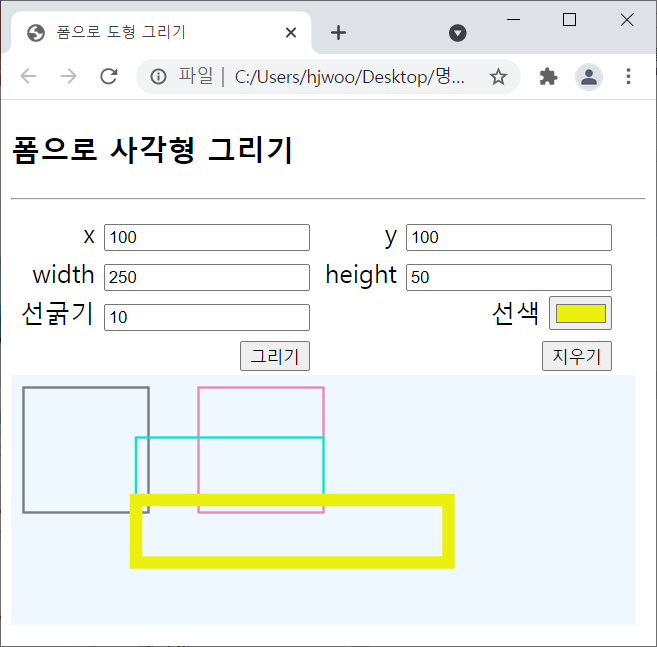 폼으로 도형 그리기
파일 | C:/Users/hjwoo/Desktop/명...
폼으로 사각형 그리기
x 100 y 100
width 250 height 50
선굵기 10 선색
그리기 지우기